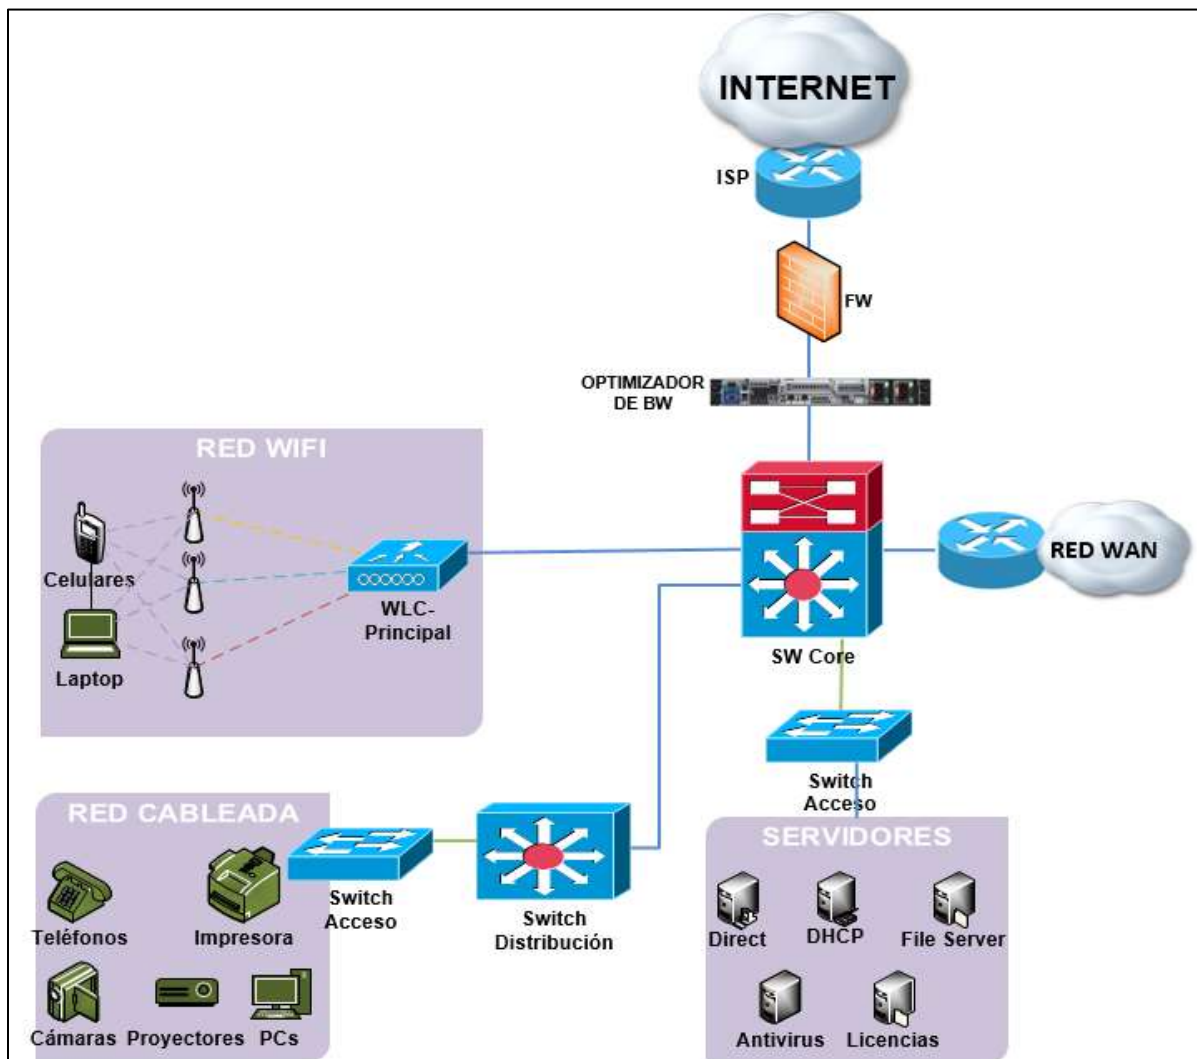 INTERNET
ISP
FW
OPTIMIZADOR
DE BW
RED WIFI
Celulares
Laptop
WLC-
Principal
SW Core
RED WAN
Switch
Acceso
RED CABLEADA
Teléfonos
Impresora
Cámaras
Proyectores
PCs
Switch
Acceso
Switch
Distribución
SERVIDORES
Direct
DHCP
File Server
Antivirus
Licencias